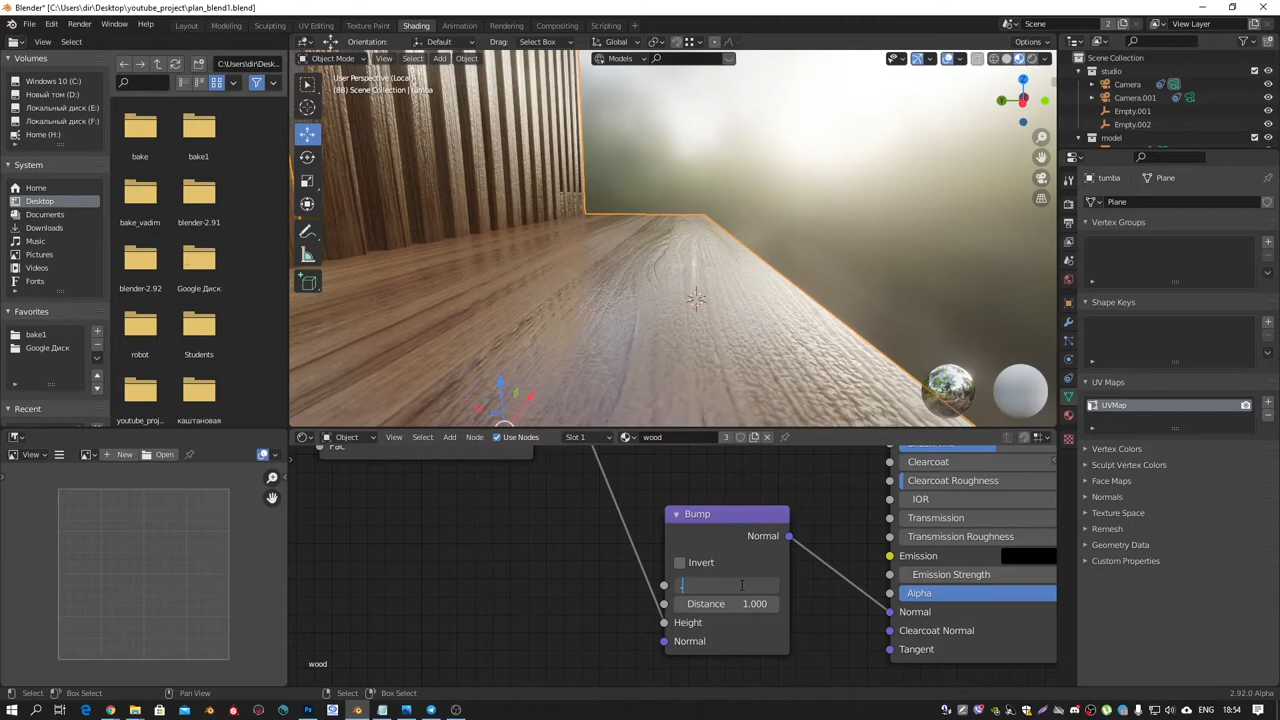 Blender* [C:\Users\dir\Desktop\youtube_project\plan_blend1.blend]
File Edit Render Window Help
Layout Modeling Sculpting UV Editing Texture Paint Shading Animation Rendering Compositing Scripting
Scene 2 View Layer
View Select
Orientation: Default Drag: Select Box Global Options
Volumes
C:\Users\dir\Desk...
Windows 10 (C:)
Новый том (D:)
Локальный диск (E:)
Локальный диск (F:)
Home (H:)
System
Home
Desktop
Documents
Downloads
Music
Pictures
Videos
Fonts
Favorites
bake1
Google Диск
Recent
bake bake1
bake_vadim blender-2.91
blender-2.92 Google Диск
robot Students
youtube_proj... каштановая
Object Mode View Select Add Object Models
User Perspective (Local)
(88) Scene Collection | tumba
Z
Y
Scene Collection
studio
Camera
Camera.001
Empty.001
Empty.002
model
tumba Plane
Plane
Vertex Groups
Shape Keys
UV Maps
UVMap
Vertex Colors
Sculpt Vertex Colors
Face Maps
Normals
Texture Space
Remesh
Geometry Data
Custom Properties
View New Open
Object View Select Add Node Use Nodes Slot 1 wood 3
Fac
Bump
Normal
Invert
.
Distance 1.000
Height
Normal
Clearcoat
Clearcoat Roughness
IOR
Transmission
Transmission Roughness
Emission
Emission Strength
Alpha
Normal
Clearcoat Normal
Tangent
wood
Select Box Select Pan View Select Box Select 2.92.0 Alpha
ENG 18:54